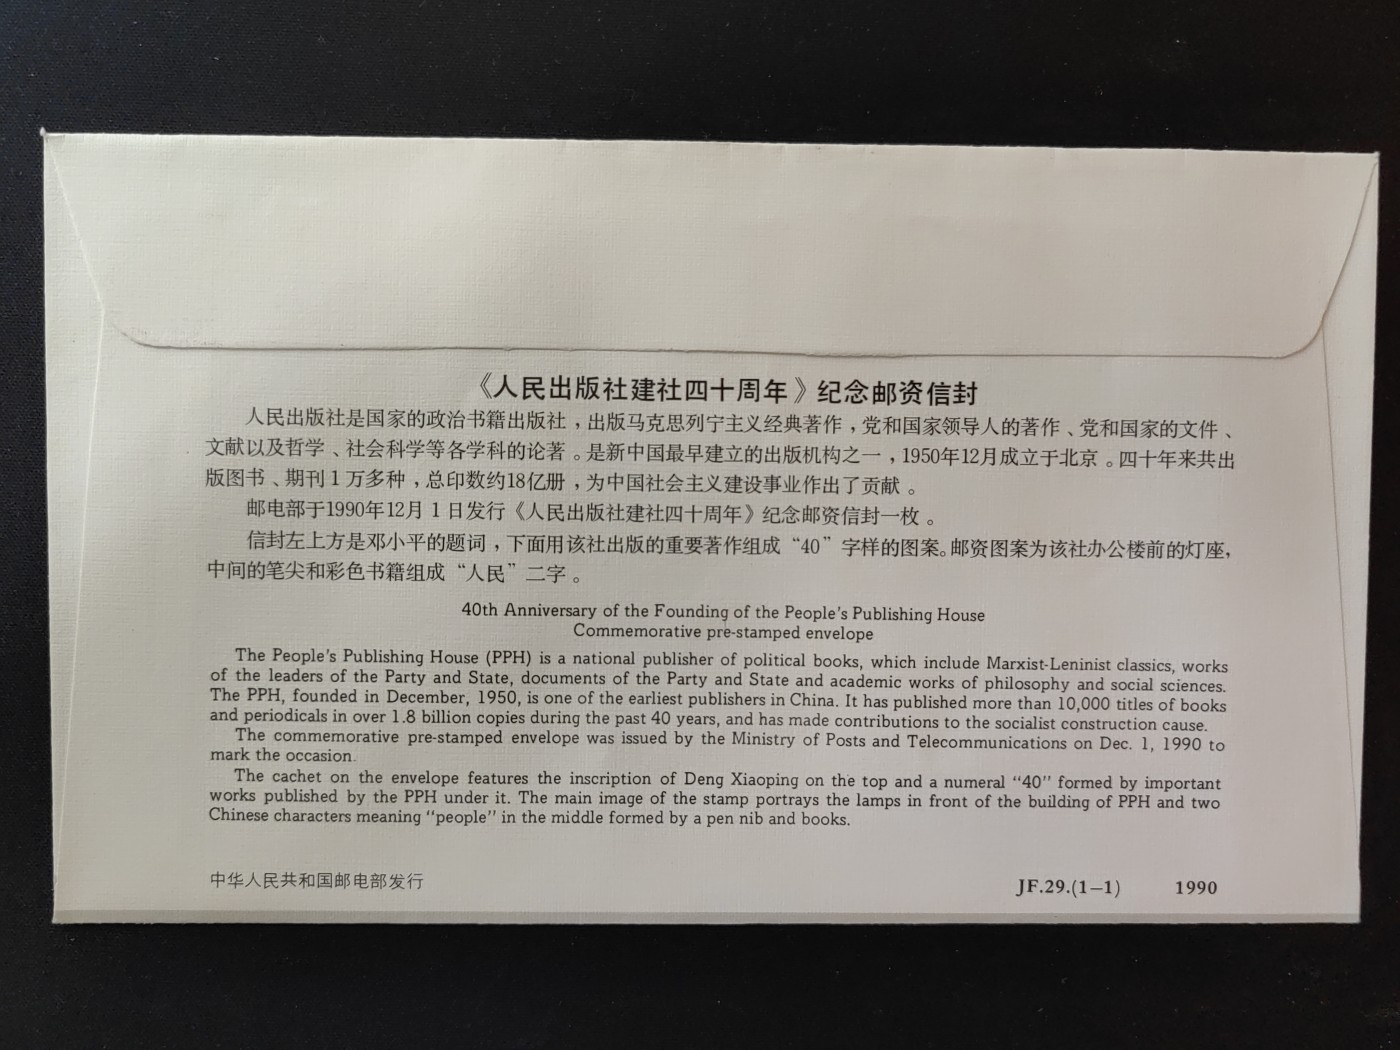 《人民出版社建社四十周年》纪念邮资信封
人民出版社是国家的政治书籍出版社，出版马克思列宁主义经典著作，党和国家领导人的著作、党和国家的文件、
文献以及哲学、社会科学等各学科的论著。是新中国最早建立的出版机构之一，1950年12月成立于北京。四十年来共出
版图书、期刊1万多种，总印数约18亿册，为中国社会主义建设事业作出了贡献。
邮电部于1990年12月1日发行《人民出版社建社四十周年》纪念邮资信封一枚。
信封左上方是邓小平的题词，下面用该社出版的重要著作组成“40”字样的图案。邮资图案为该社办公楼前的灯座，
中间的笔尖和彩色书籍组成“人民”二字。
40th Anniversary of the Founding of the People's Publishing House
Commemorative pre-stamped envelope
The People's Publishing House (PPH) is a national publisher of political books, which include Marxist-Leninist classics, works
of the leaders of the Party and State, documents of the Party and State and academic works of philosophy and social sciences.
The PPH, founded in December, 1950, is one of the earliest publishers in China. It has published more than 10,000 titles of books
and periodicals in over 1.8 billion copies during the past 40 years, and has made contributions to the socialist construction cause.
The commemorative pre-stamped envelope was issued by the Ministry of Posts and Telecommunications on Dec. 1, 1990 to
mark the occasion.
The cachet on the envelope features the inscription of Deng Xiaoping on the top and a numeral “40” formed by important
works published by the PPH under it. The main image of the stamp portrays the lamps in front of the building of PPH and two
Chinese characters meaning “people” in the middle formed by a pen nib and books.
中华人民共和国邮电部发行
JF.29.(1–1) 1990